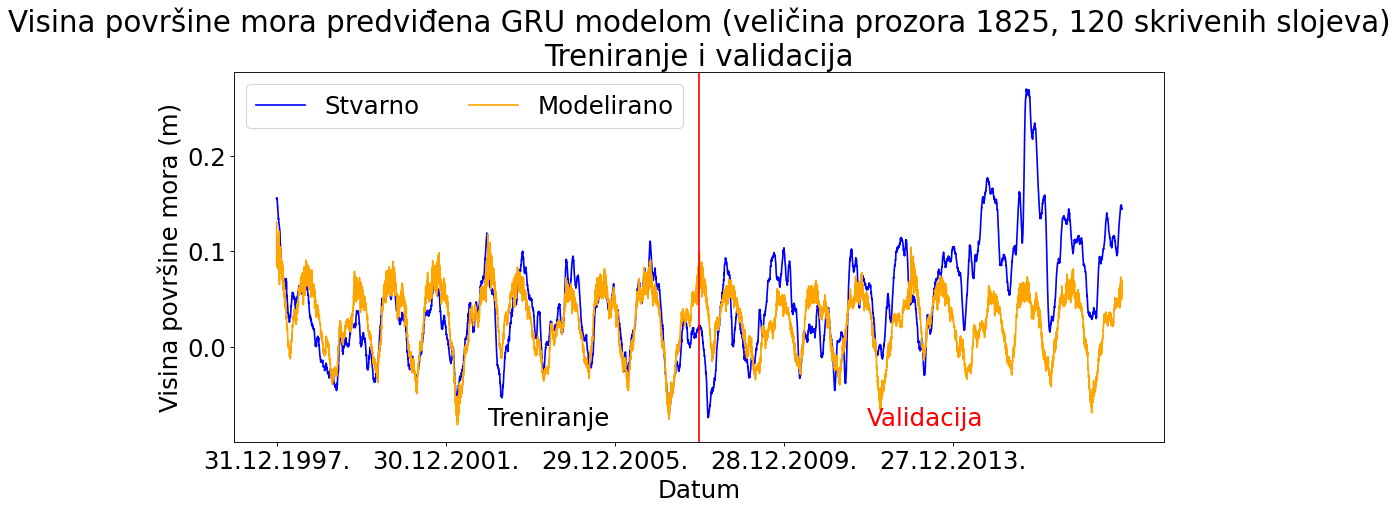 Visina površine mora predviđena GRU modelom (veličina prozora 1825, 120 skrivenih slojeva)
Treniranje i validacija
Stvarno
Modelirano
Visina površine mora (m)
0.2
0.1
0.0
Treniranje
Validacija
31.12.1997.
30.12.2001.
29.12.2005.
28.12.2009.
27.12.2013.
Datum